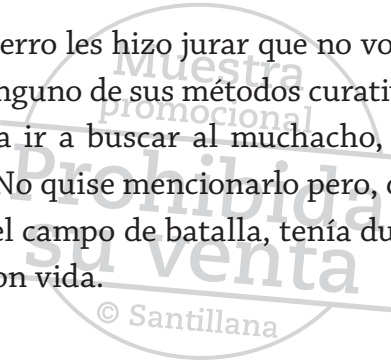 erro les hizo jurar que no vo
nguno de sus métodos curati
a ir a buscar al muchacho,
No quise mencionarlo pero,
el campo de batalla, tenía du
on vida.
Muestra
promocional
Prohibida
su venta
© Santillana